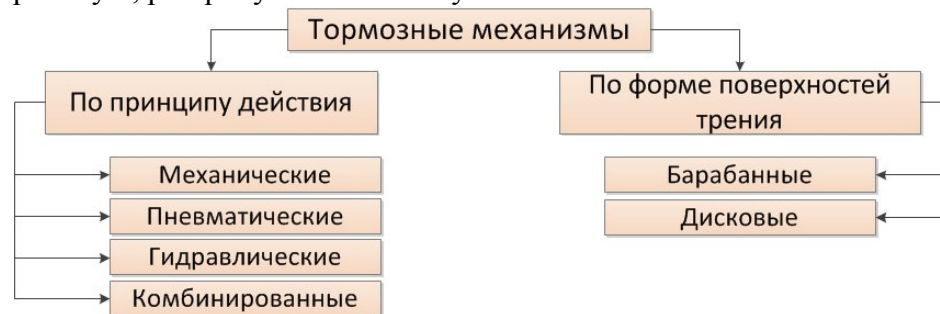 Тормозные механизмы
По принципу действия
По форме поверхностей
трения
Механические
Пневматические
Гидравлические
Комбинированные
Барабанные
Дисковые